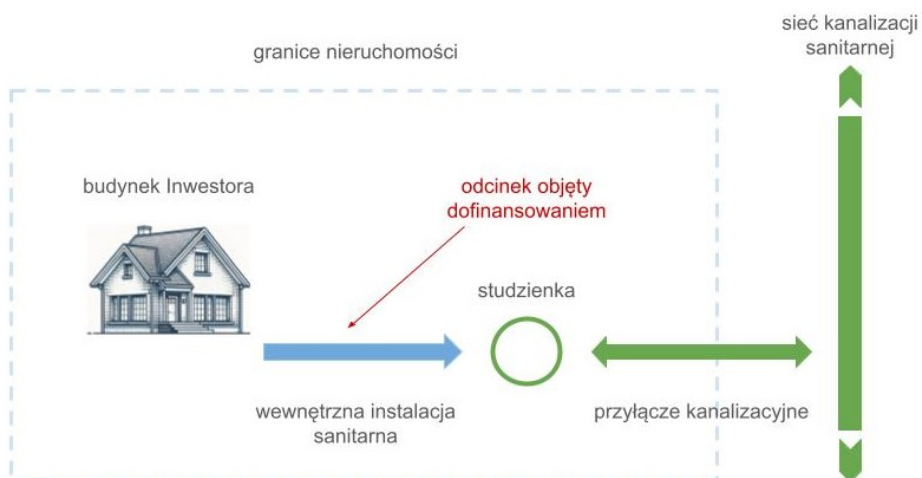 sieć kanalizacji
sanitarnej
granice nieruchomości
budynek Inwestora
odcinek objęty
dofinansowaniem
studzienka
wewnętrzna instalacja
sanitarna
przyłącze kanalizacyjne